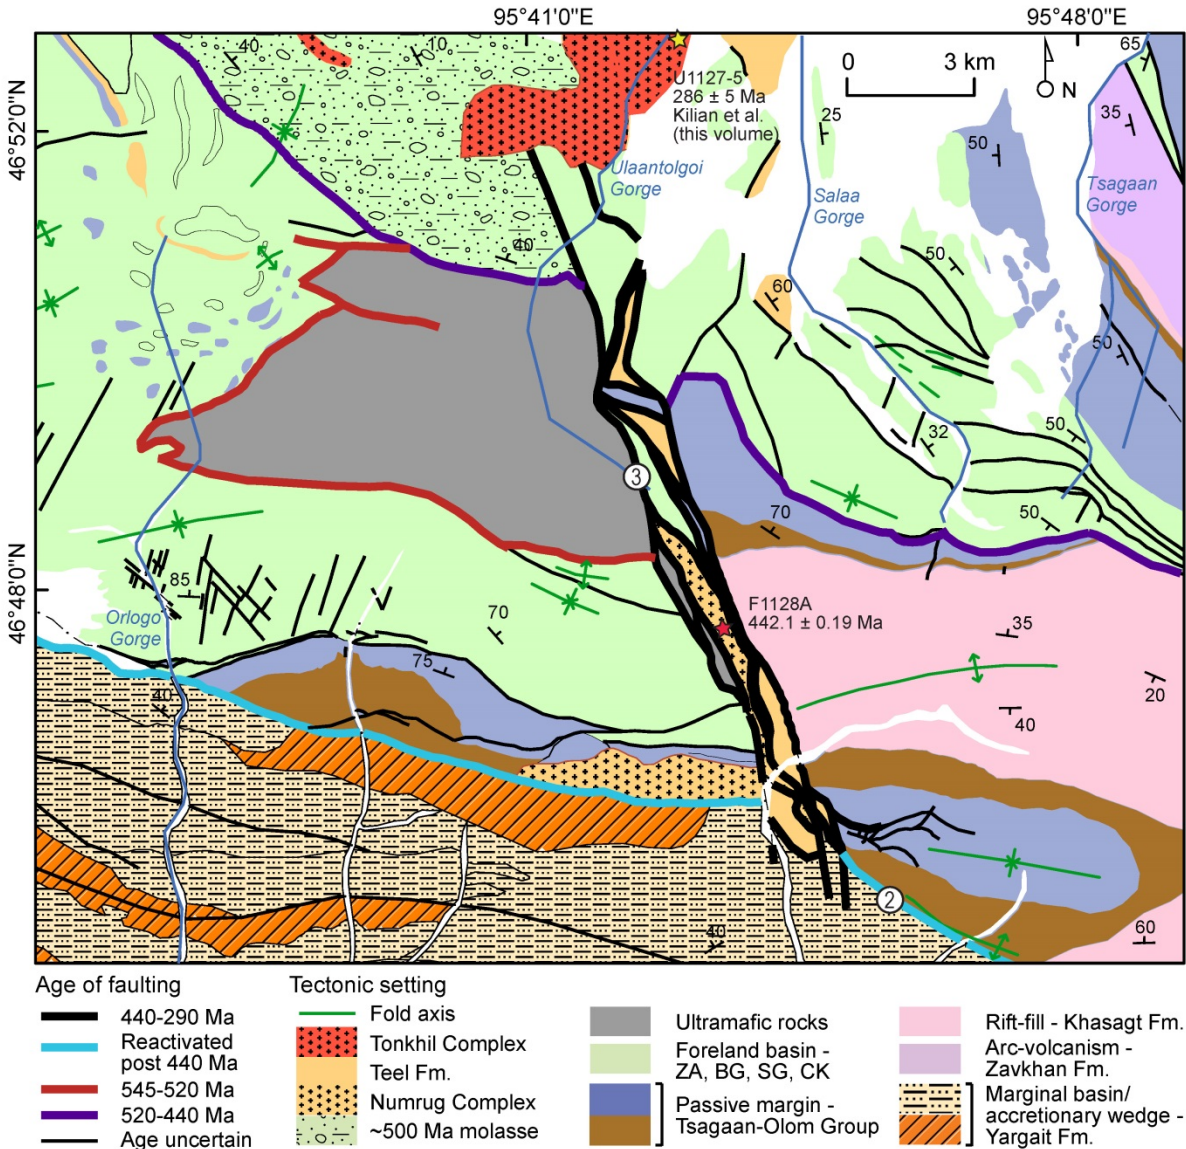 95°41'0"E
95°48'0"E
46°52'0"N
46°48'0"N
0 3 km
N
40
70
65
U1127-5
286 ± 5 Ma
Kilian et al.
(this volume)
25
50
35
Ulaantolgoi
Gorge
Salaa
Gorge
Tsagaan
Gorge
40
50
60
50
32
50
3
70
50
85
Orlogo
Gorge
70
F1128A
442.1 ± 0.19 Ma
35
75
20
40
40
2
40
60
Age of faulting
440-290 Ma
Reactivated
post 440 Ma
545-520 Ma
520-440 Ma
Age uncertain
Tectonic setting
Fold axis
Tonkhil Complex
Teel Fm.
Numrug Complex
~500 Ma molasse
Ultramafic rocks
Foreland basin -
ZA, BG, SG, CK
Passive margin -
Tsagaan-Olom Group
Rift-fill - Khasagt Fm.
Arc-volcanism -
Zavkhan Fm.
Marginal basin/
accretionary wedge -
Yargait Fm.